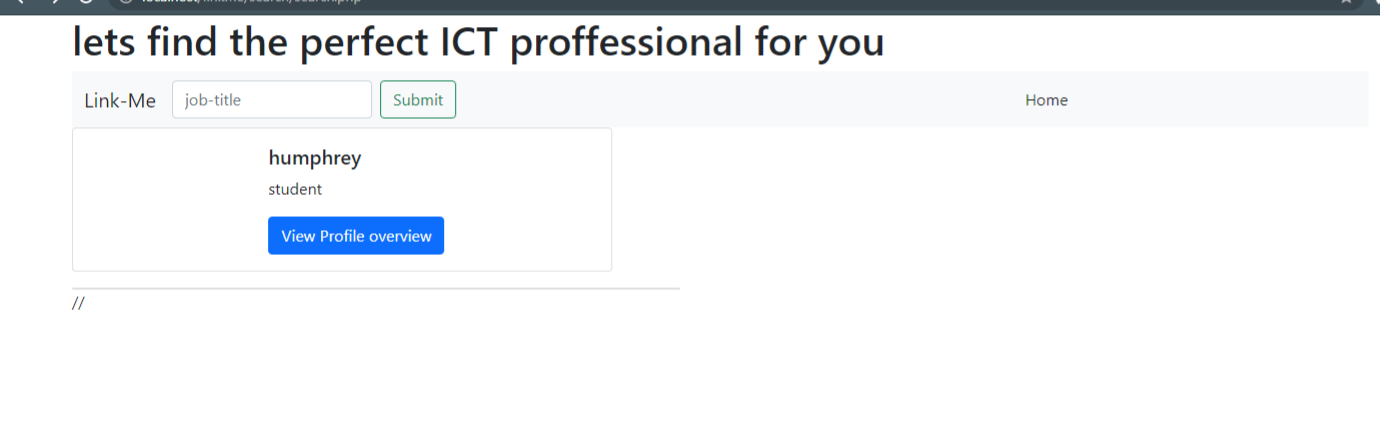 lets find the perfect ICT proffessional for you
Link-Me job-title Submit Home
humphrey
student
View Profile overview
//